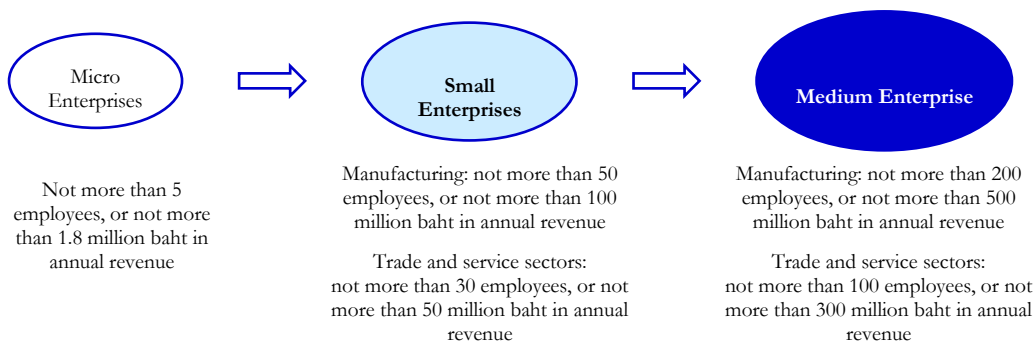 Micro
Enterprises
Small
Enterprises
Medium Enterprise
Not more than 5
employees, or not more
than 1.8 million baht in
annual revenue
Manufacturing: not more than 50
employees, or not more than 100
million baht in annual revenue
Trade and service sectors:
not more than 30 employees, or not
more than 50 million baht in annual
revenue
Manufacturing: not more than 200
employees, or not more than 500
million baht in annual revenue
Trade and service sectors:
not more than 100 employees, or not
more than 300 million baht in annual
revenue